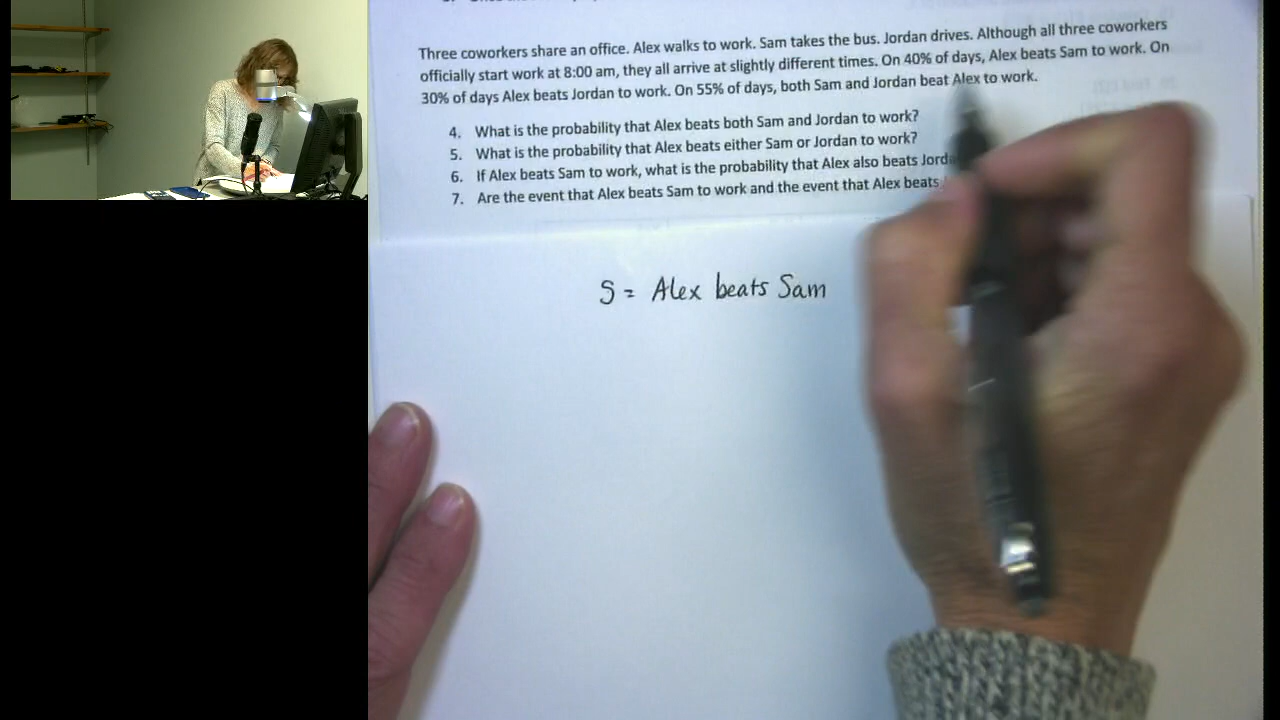 Three coworkers share an office. Alex walks to work. Sam takes the bus. Jordan drives. Although all three coworkers
officially start work at 8:00 am, they all arrive at slightly different times. On 40% of days, Alex beats Sam to work. On
30% of days Alex beats Jordan to work. On 55% of days, both Sam and Jordan beat Alex to work.
4. What is the probability that Alex beats both Sam and Jordan to work?
5. What is the probability that Alex beats either Sam or Jordan to work?
6. If Alex beats Sam to work, what is the probability that Alex also beats Jord
7. Are the event that Alex beats Sam to work and the event that Alex beats
S = Alex beats Sam